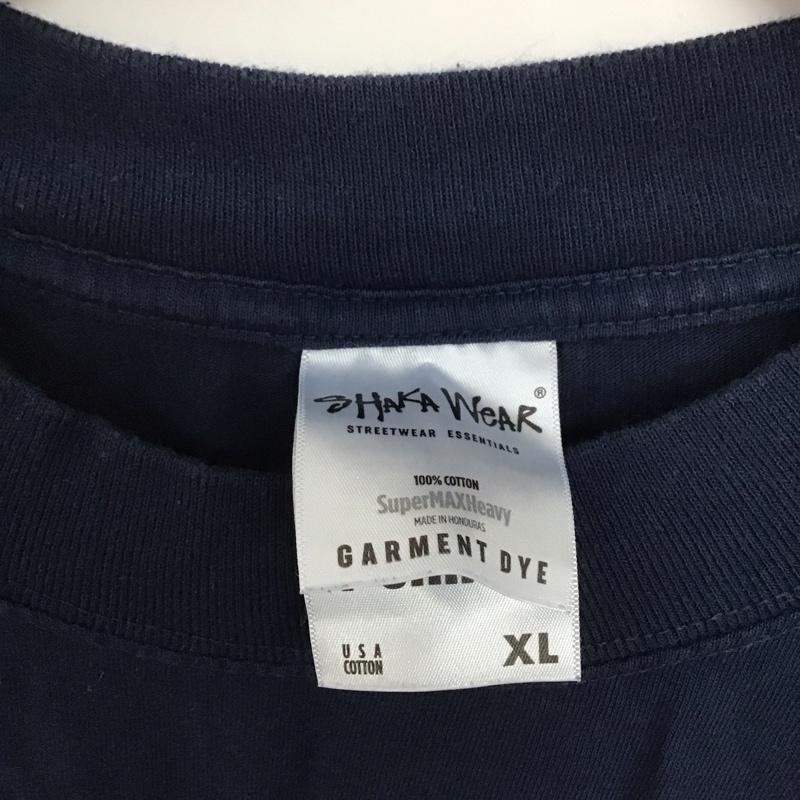 SHAKA WEAR®
STREETWEAR ESSENTIALS
100% COTTON
SuperMAXHeavy
MADE IN HONDURAS
GARMENT DYE
USA
COTTON
XL